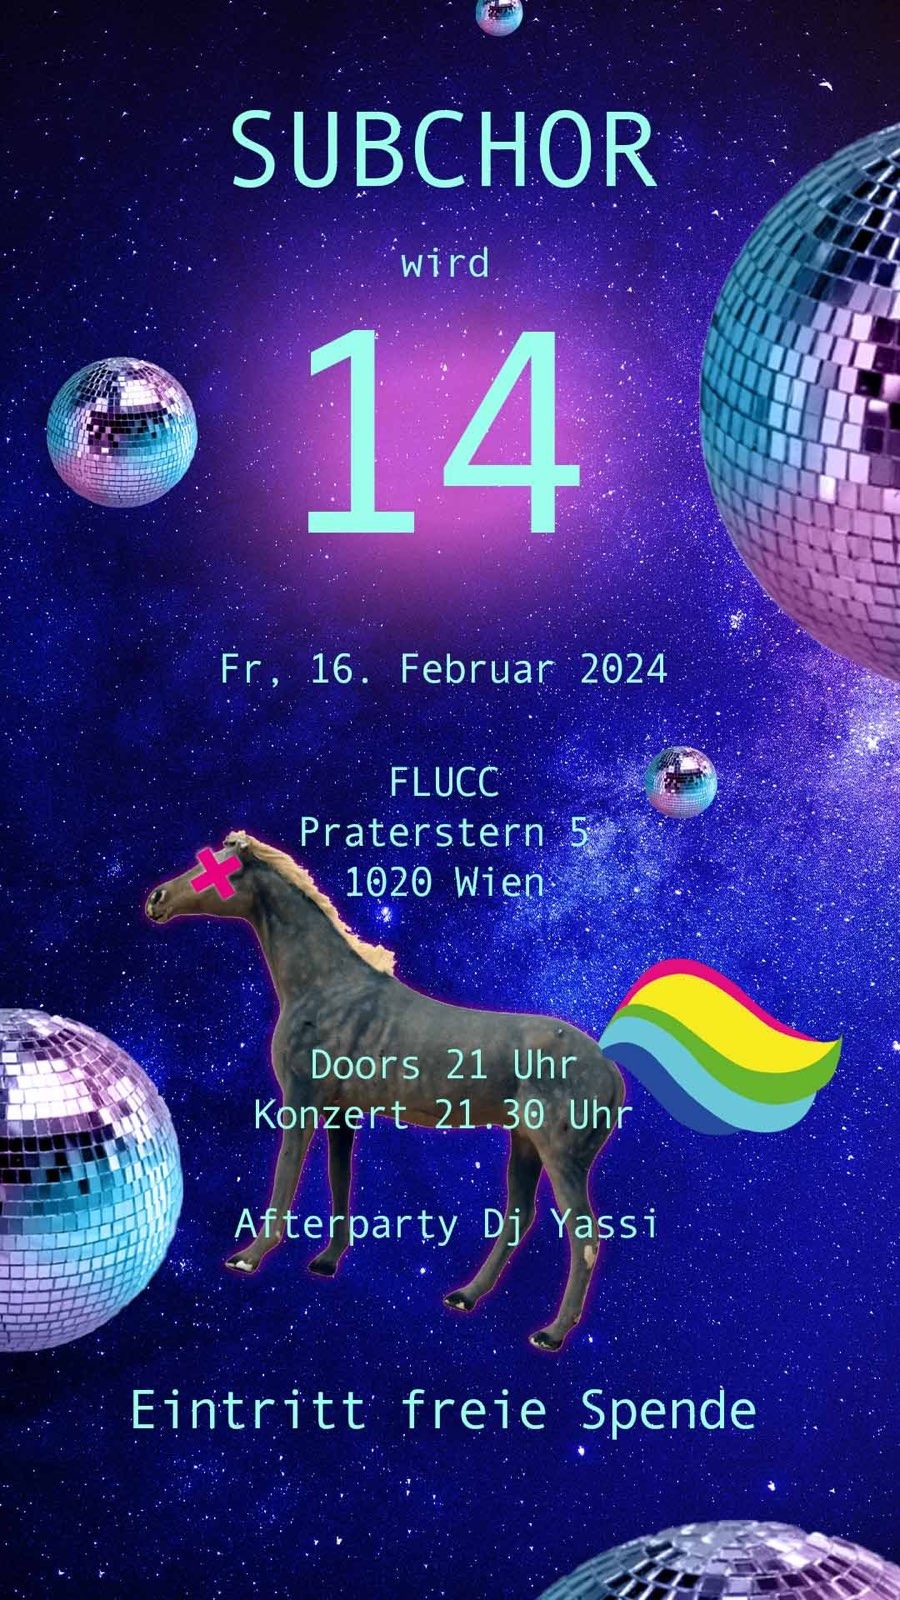 SUBCHOR
wird
14
Fr, 16. Februar 2024
FLUCC
Praterstern 5
1020 Wien
Doors 21 Uhr
Konzert 21.30 Uhr
Afterparty Dj Yassi
Eintritt freie Spende